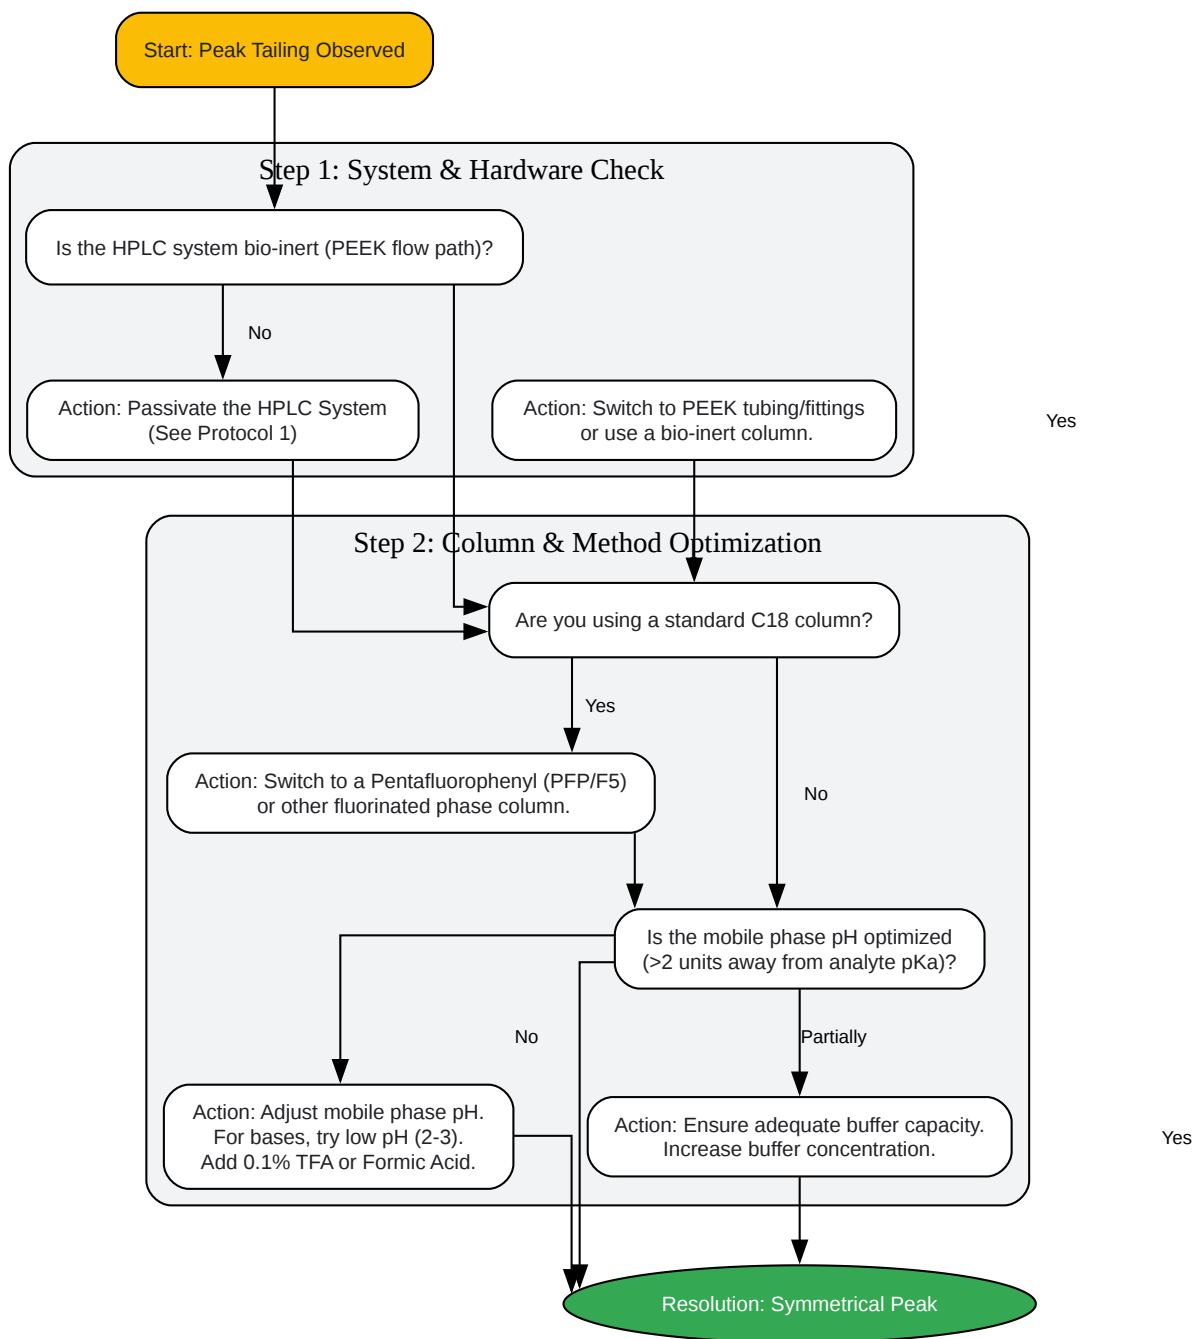 Start: Peak Tailing Observed
Step 1: System & Hardware Check
Is the HPLC system bio-inert (PEEK flow path)?
No
Action: Passivate the HPLC System
(See Protocol 1)
Action: Switch to PEEK tubing/fittings
or use a bio-inert column.
Yes
Step 2: Column & Method Optimization
Are you using a standard C18 column?
Yes
Action: Switch to a Pentafluorophenyl (PFP/F5)
or other fluorinated phase column.
No
Is the mobile phase pH optimized
(>2 units away from analyte pKa)?
No
Partially
Action: Adjust mobile phase pH.
For bases, try low pH (2-3).
Add 0.1% TFA or Formic Acid.
Action: Ensure adequate buffer capacity.
Increase buffer concentration.
Yes
Resolution: Symmetrical Peak